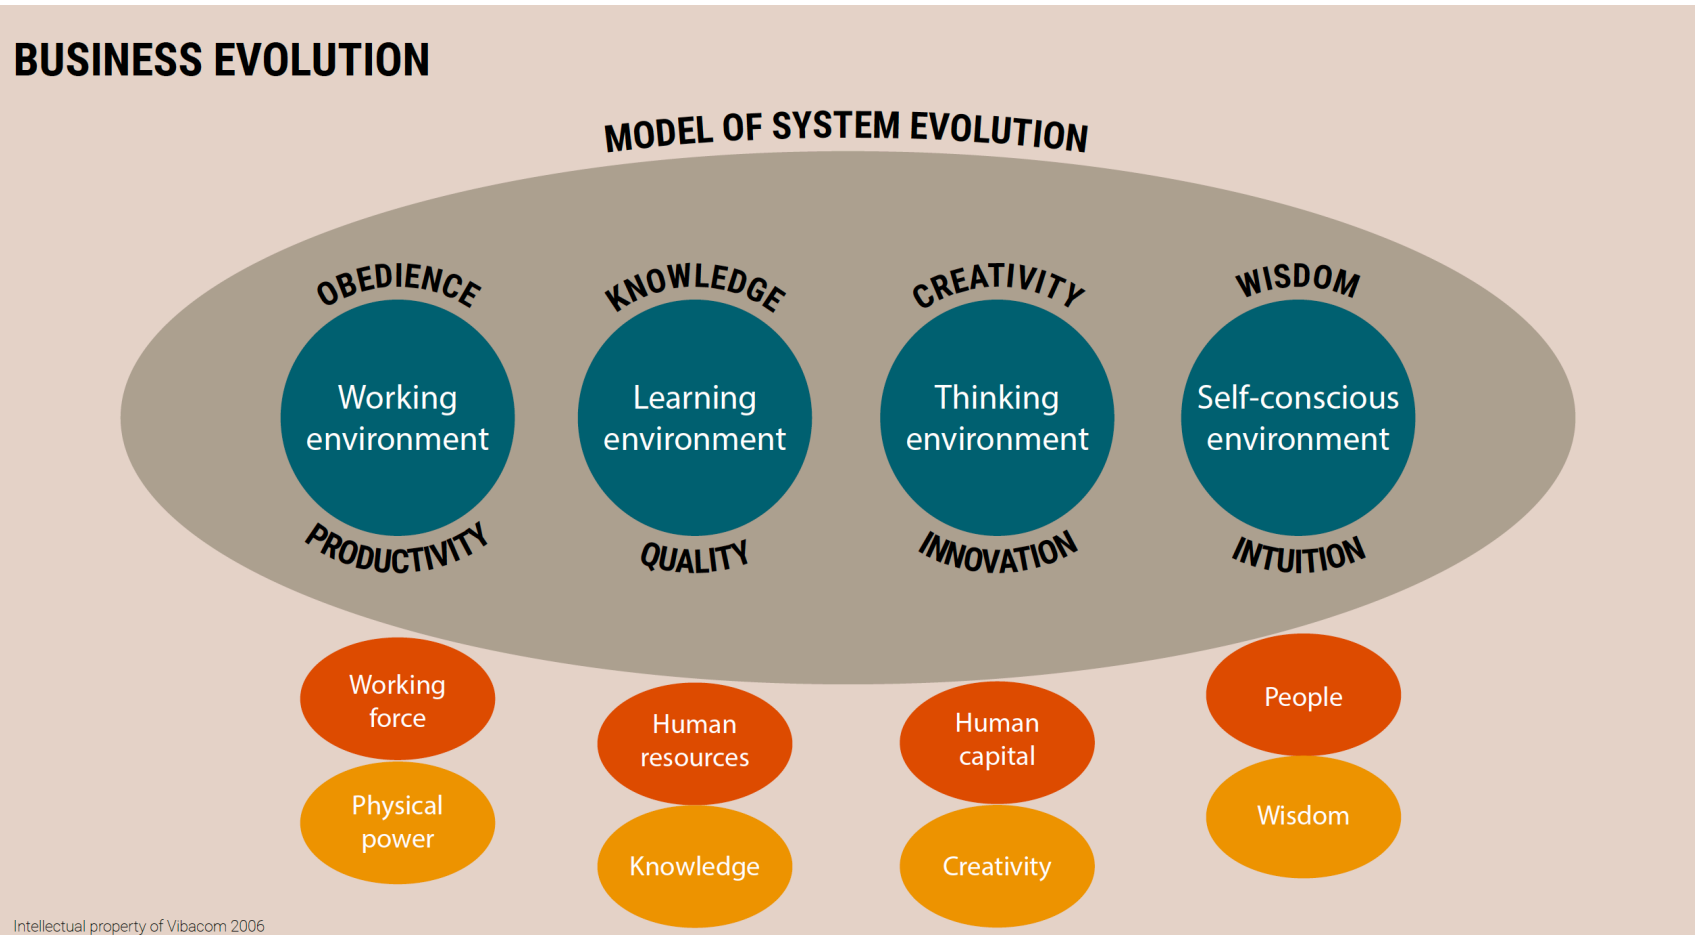 BUSINESS EVOLUTION
MODEL OF SYSTEM EVOLUTION
OBEDIENCE
Working
environment
PRODUCTIVITY
KNOWLEDGE
Learning
environment
QUALITY
CREATIVITY
Thinking
environment
INNOVATION
WISDOM
Self-conscious
environment
INTUITION
Working
force
Physical
power
Human
resources
Knowledge
Human
capital
Creativity
People
Wisdom
Intellectual property of Vibacom 2006